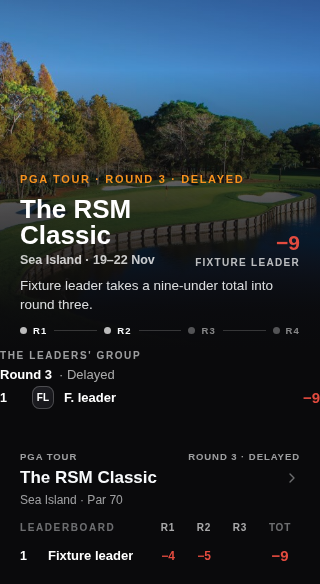 PGA TOUR · ROUND 3 · DELAYED
The RSM
Classic
−9
Sea Island · 19–22 Nov
FIXTURE LEADER
Fixture leader takes a nine-under total into
round three.
R1 R2 R3 R4
THE LEADERS' GROUP
Round 3 · Delayed
1 FL F. leader −9
PGA TOUR ROUND 3 · DELAYED
The RSM Classic
Sea Island · Par 70
LEADERBOARD R1 R2 R3 TOT
1 Fixture leader −4 −5 −9